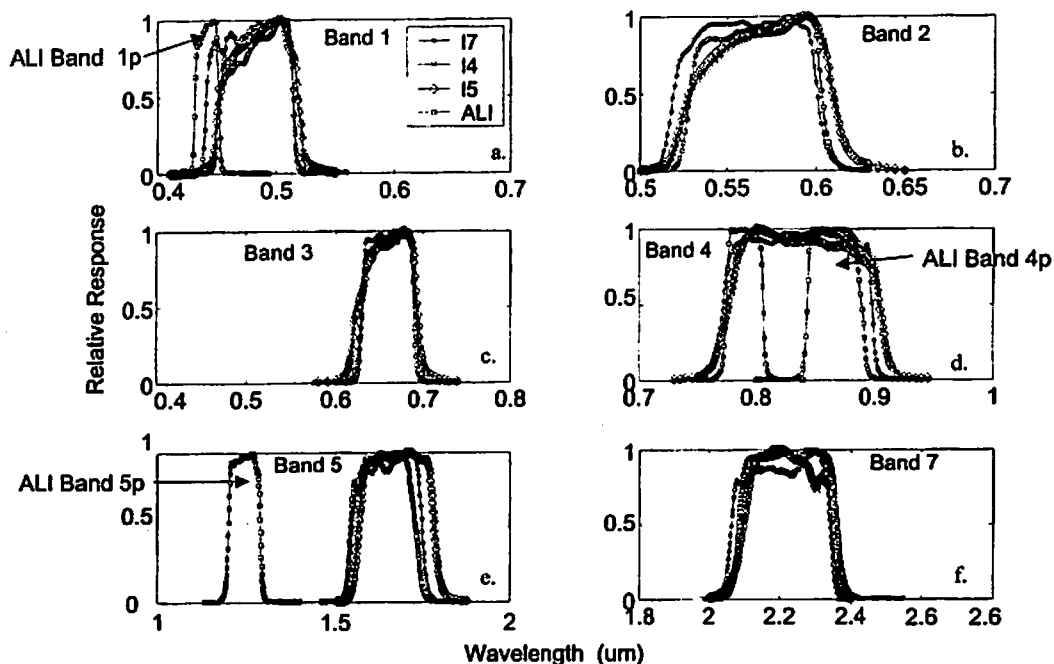 Band 1
ALI Band 1p
I7
I4
I5
ALI
a.
1
0.5
0
0.4
0.5
0.6
0.7
Band 2
b.
1
0.5
0
0.5
0.55
0.6
0.65
0.7
Relative Response
Band 3
c.
1
0.5
0
0.4
0.5
0.6
0.7
0.8
Band 4
ALI Band 4p
d.
1
0.5
0
0.7
0.8
0.9
1
Band 5
ALI Band 5p
e.
1
0.5
0
1
1.5
2
Band 7
f.
1
0.5
0
1.8
2
2.2
2.4
2.6
2.6
Wavelength (um)